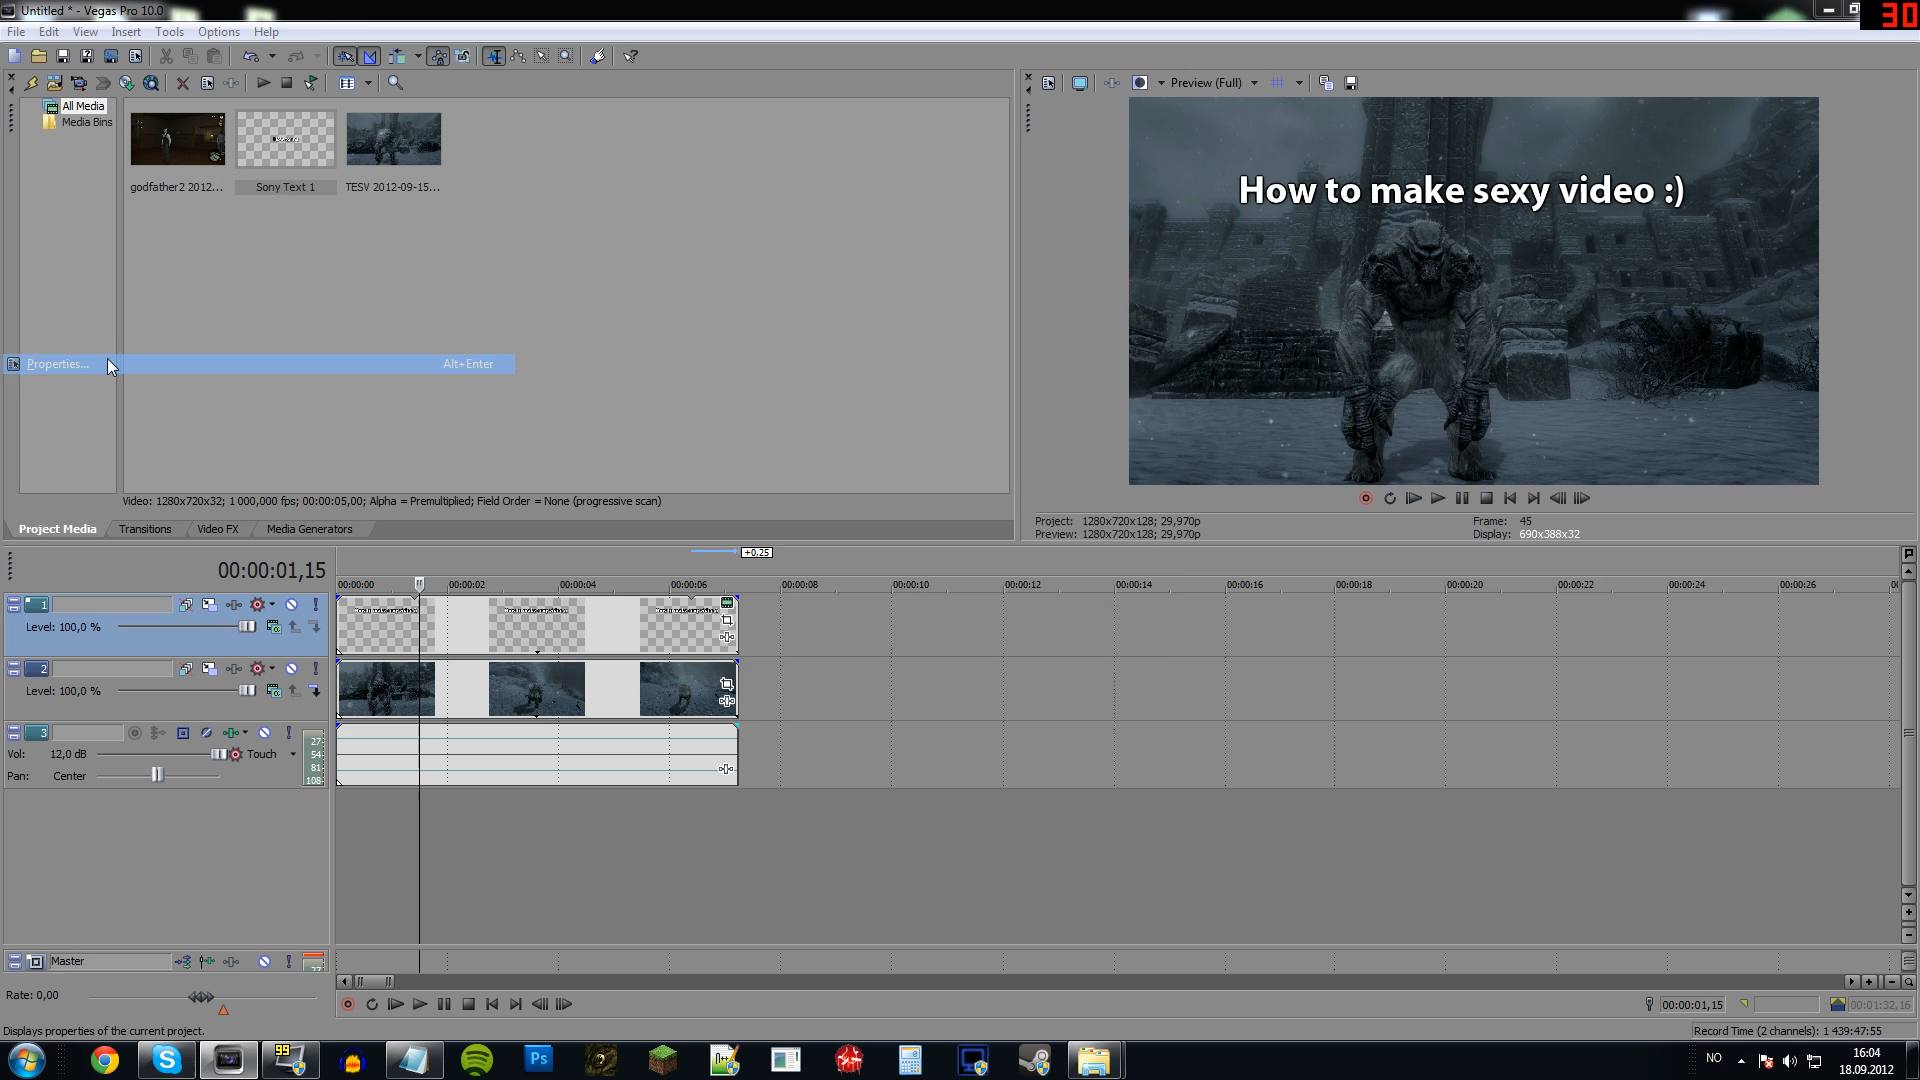 Untitled * - Vegas Pro 10.0
30
File Edit View Insert Tools Options Help
Preview (Full)
All Media
Media Bins
godfather2 2012... Sony Text 1 TESV 2012-09-15...
How to make sexy video :)
Properties... Alt+Enter
Video: 1280x720x32; 1 000,000 fps; 00:00:05,00; Alpha = Premultiplied; Field Order = None (progressive scan)
Project Media Transitions Video FX Media Generators
Project: 1280x720x128; 29,970p
Preview: 1280x720x128; 29,970p
Frame: 45
Display: 690x388x32
+0,25
00:00:01,15
00:00:00 00:00:02 00:00:04 00:00:06 00:00:08 00:00:10 00:00:12 00:00:14 00:00:16 00:00:18 00:00:20 00:00:22 00:00:24 00:00:26
1
Level: 100,0 %
2
Level: 100,0 %
3
Vol: 12,0 dB Touch
Pan: Center
27
54
81
108
Master
Rate: 0,00
00:00:01,15
00:01:32,16
Displays properties of the current project.
Record Time (2 channels): 1 439:47:55
99
Ps
NO
16:04
18.09.2012